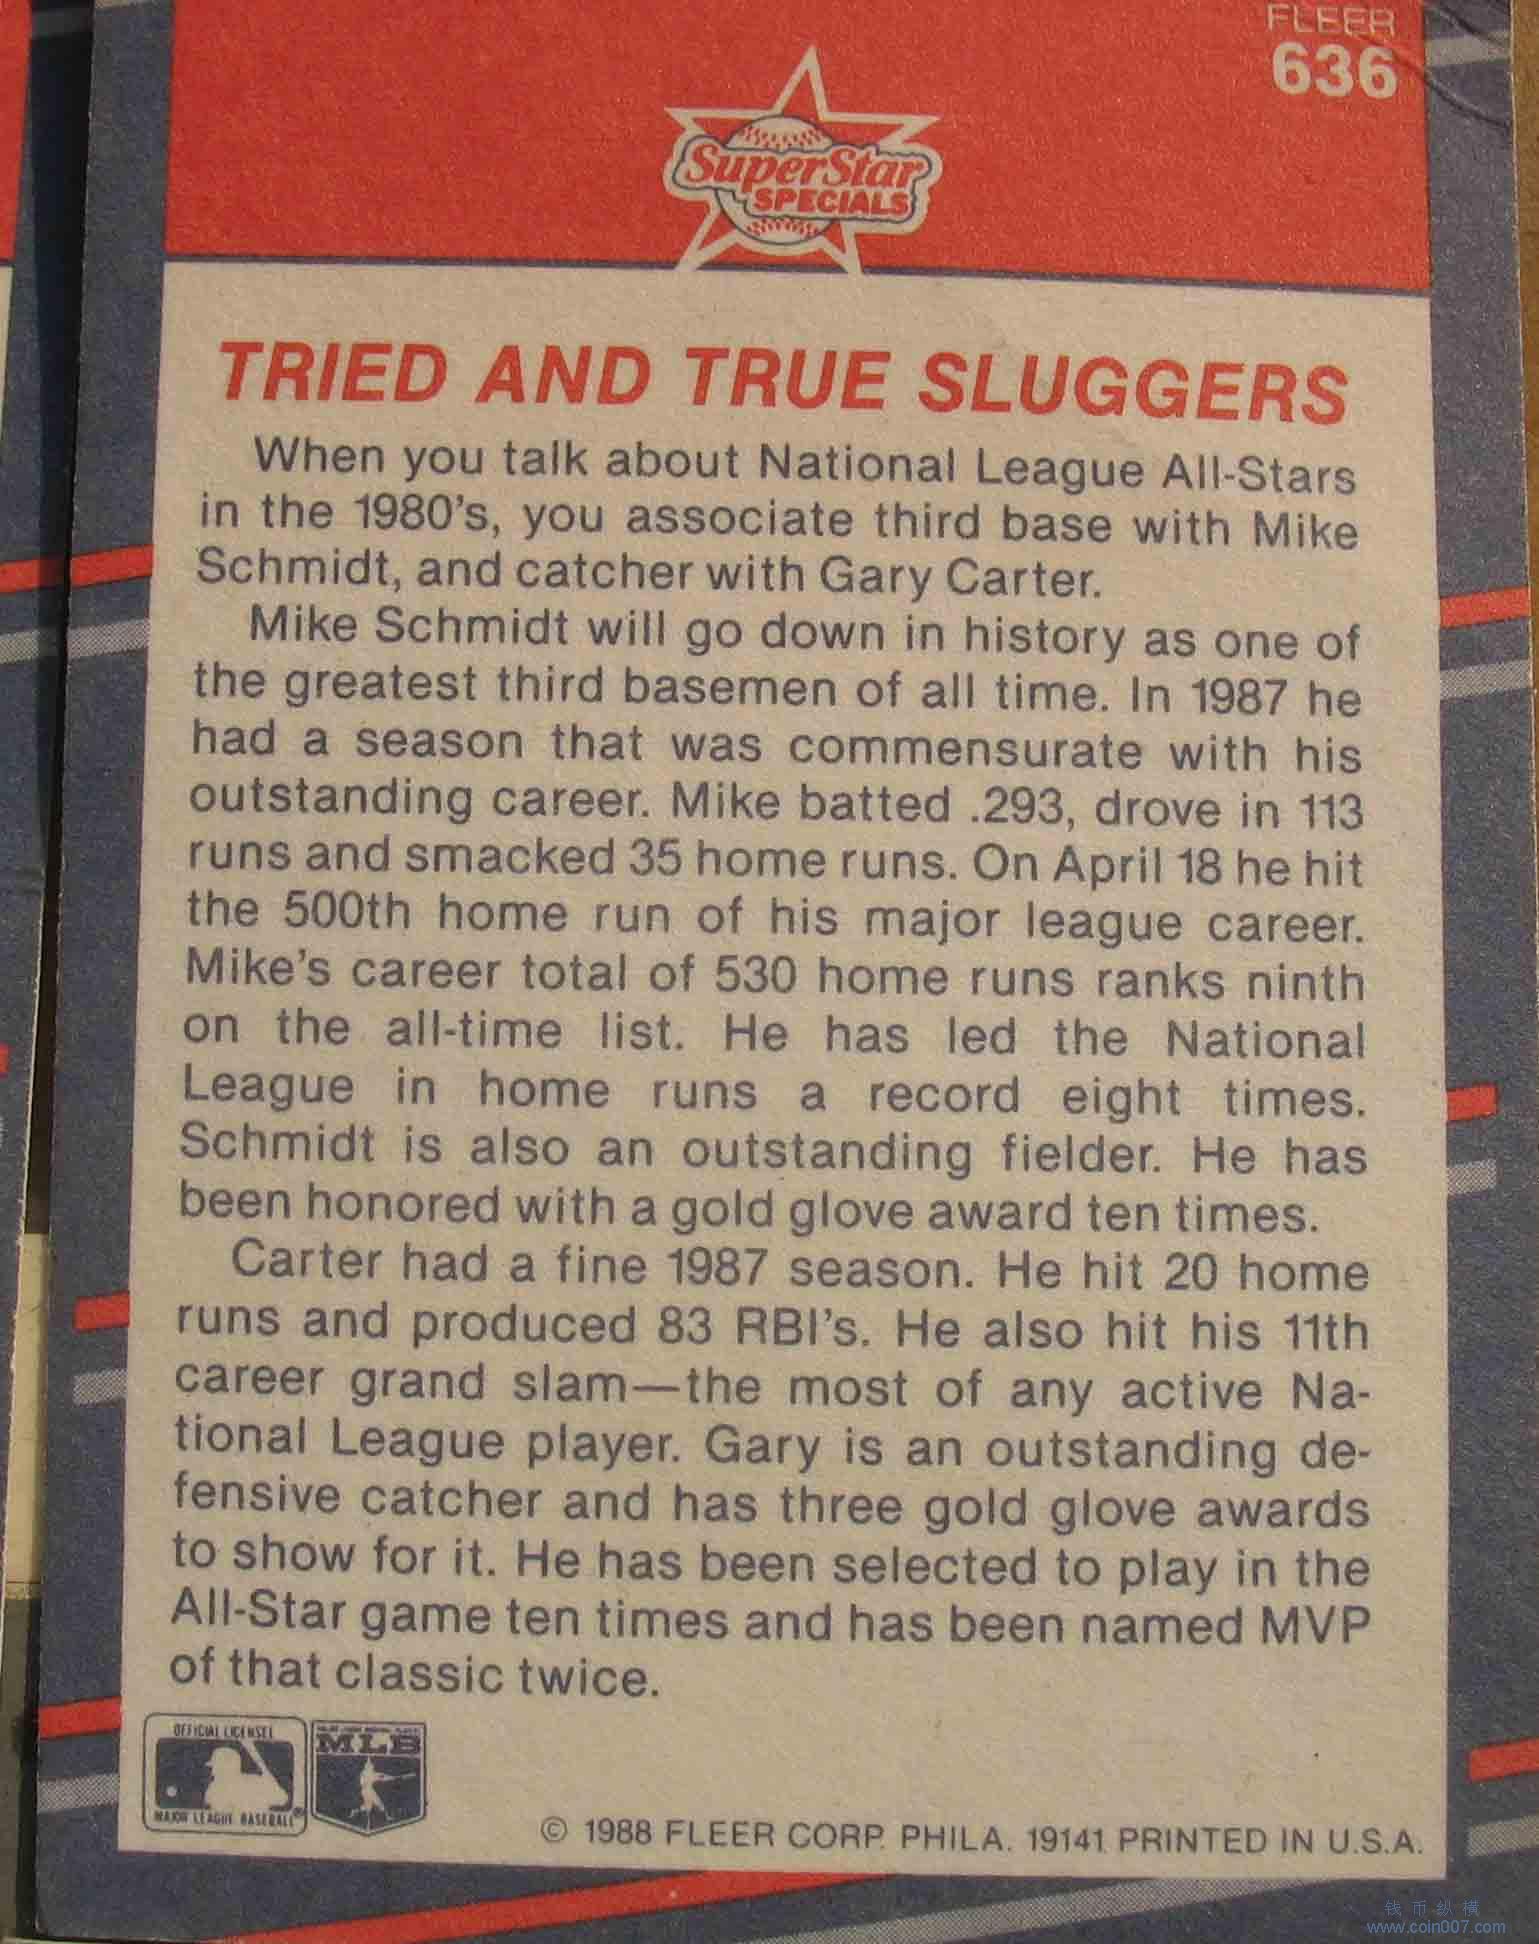 FLEER
636
SuperStar
SPECIALS
TRIED AND TRUE SLUGGERS
When you talk about National League All-Stars
in the 1980's, you associate third base with Mike
Schmidt, and catcher with Gary Carter.
Mike Schmidt will go down in history as one of
the greatest third basemen of all time. In 1987 he
had a season that was commensurate with his
outstanding career. Mike batted .293, drove in 113
runs and smacked 35 home runs. On April 18 he hit
the 500th home run of his major league career.
Mike's career total of 530 home runs ranks ninth
on the all-time list. He has led the National
League in home runs a record eight times.
Schmidt is also an outstanding fielder. He has
been honored with a gold glove award ten times.
Carter had a fine 1987 season. He hit 20 home
runs and produced 83 RBI's. He also hit his 11th
career grand slam—the most of any active Na-
tional League player. Gary is an outstanding de-
fensive catcher and has three gold glove awards
to show for it. He has been selected to play in the
All-Star game ten times and has been named MVP
of that classic twice.
OFFICIAL LICENSEE
MAJOR LEAGUE BASEBALL®
MLB
© 1988 FLEER CORP. PHILA. 19141 PRINTED IN U.S.A.
钱币纵横
www.coin007.com